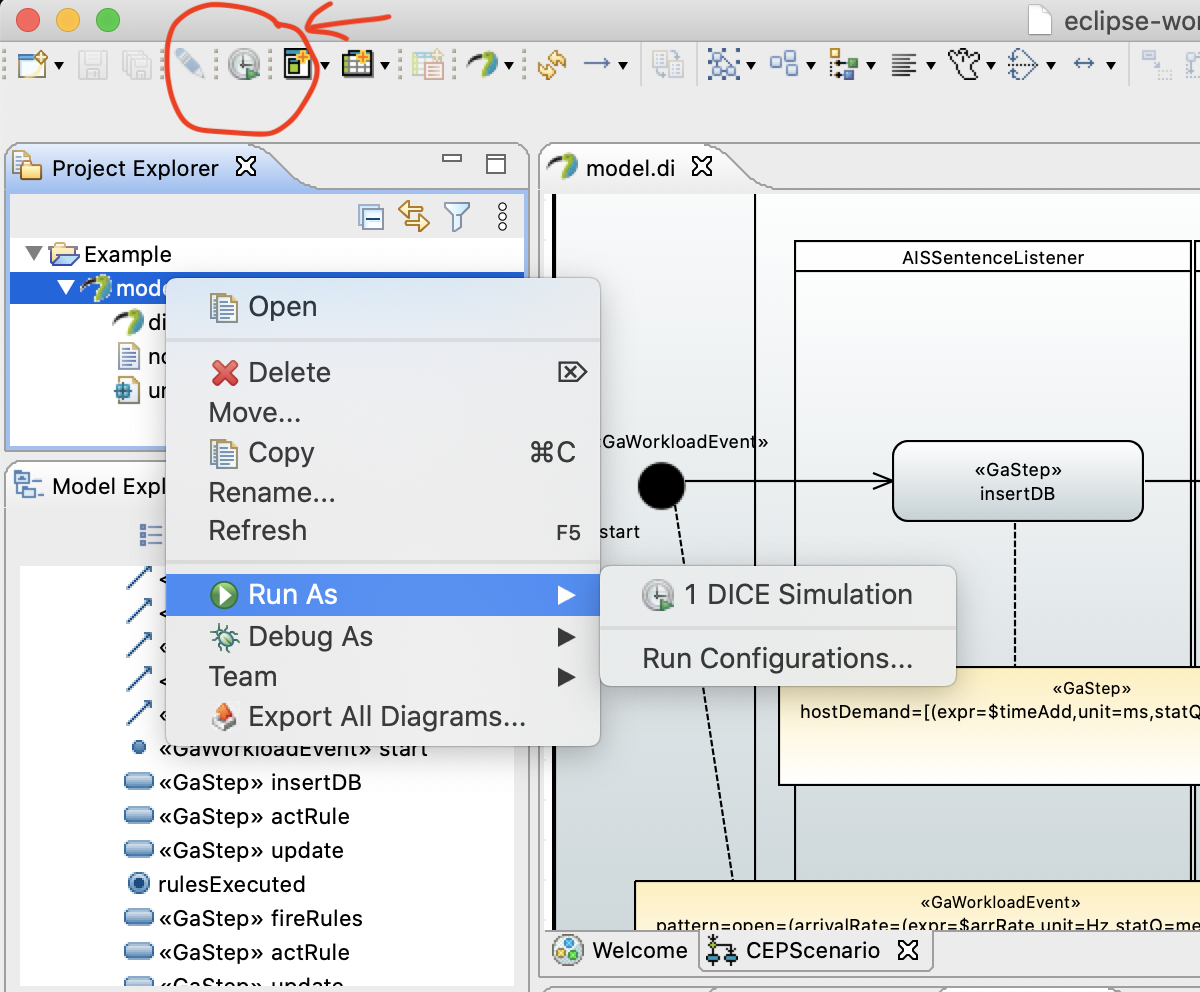 eclipse-wo
Project Explorer
model.di
Example
mode
di
no
ur
Open
Delete
Move...
Copy ⌘C
Rename...
Refresh F5
Run As
Debug As
Team
Export All Diagrams...
1 DICE Simulation
Run Configurations...
Model Expl
«GaWorkloadEvent» start
«GaStep» insertDB
«GaStep» actRule
«GaStep» update
rulesExecuted
«GaStep» fireRules
«GaStep» actRule
«GaStep» update
AISSentenceListener
GaWorkloadEvent»
start
«GaStep»
insertDB
«GaStep»
hostDemand=[(expr=$timeAdd,unit=ms,statQ
«GaWorkloadEvent»
pattern=open=(arrivalRate=(expr=$arrRate,unit=Hz,statQ=me
Welcome
CEPScenario